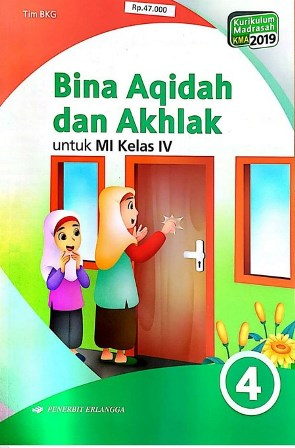 Tim BKG
Rp.47.000
Kurikulum
Madrasah
KMA 2019
Bina Aqidah
dan Akhlak
untuk MI Kelas IV
4
PENERBIT ERLANGGA